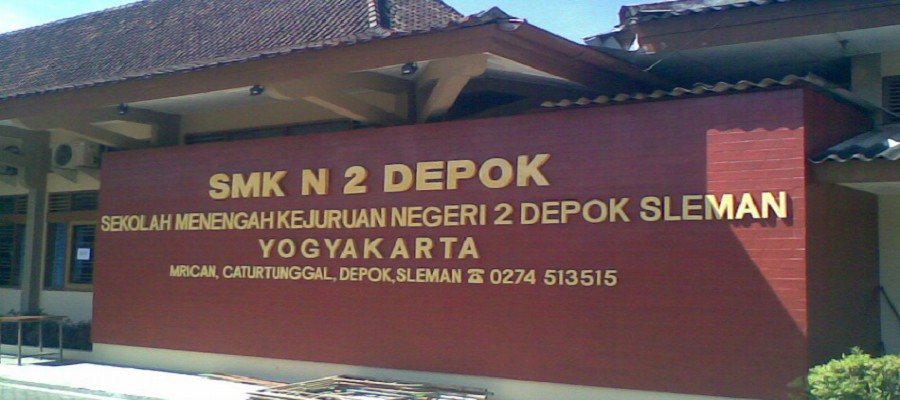 SMK N 2 DEPOK
SEKOLAH MENENGAH KEJURUAN NEGERI 2 DEPOK SLEMAN
YOGYAKARTA
MRICAN, CATURTUNGGAL, DEPOK,SLEMAN ☎ 0274 513515